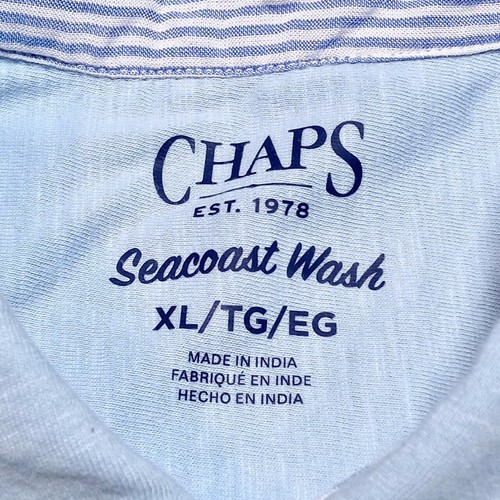 CHAPS
EST. 1978
Seacoast Wash
XL/TG/EG
MADE IN INDIA
FABRIQUÉ EN INDE
HECHO EN INDIA